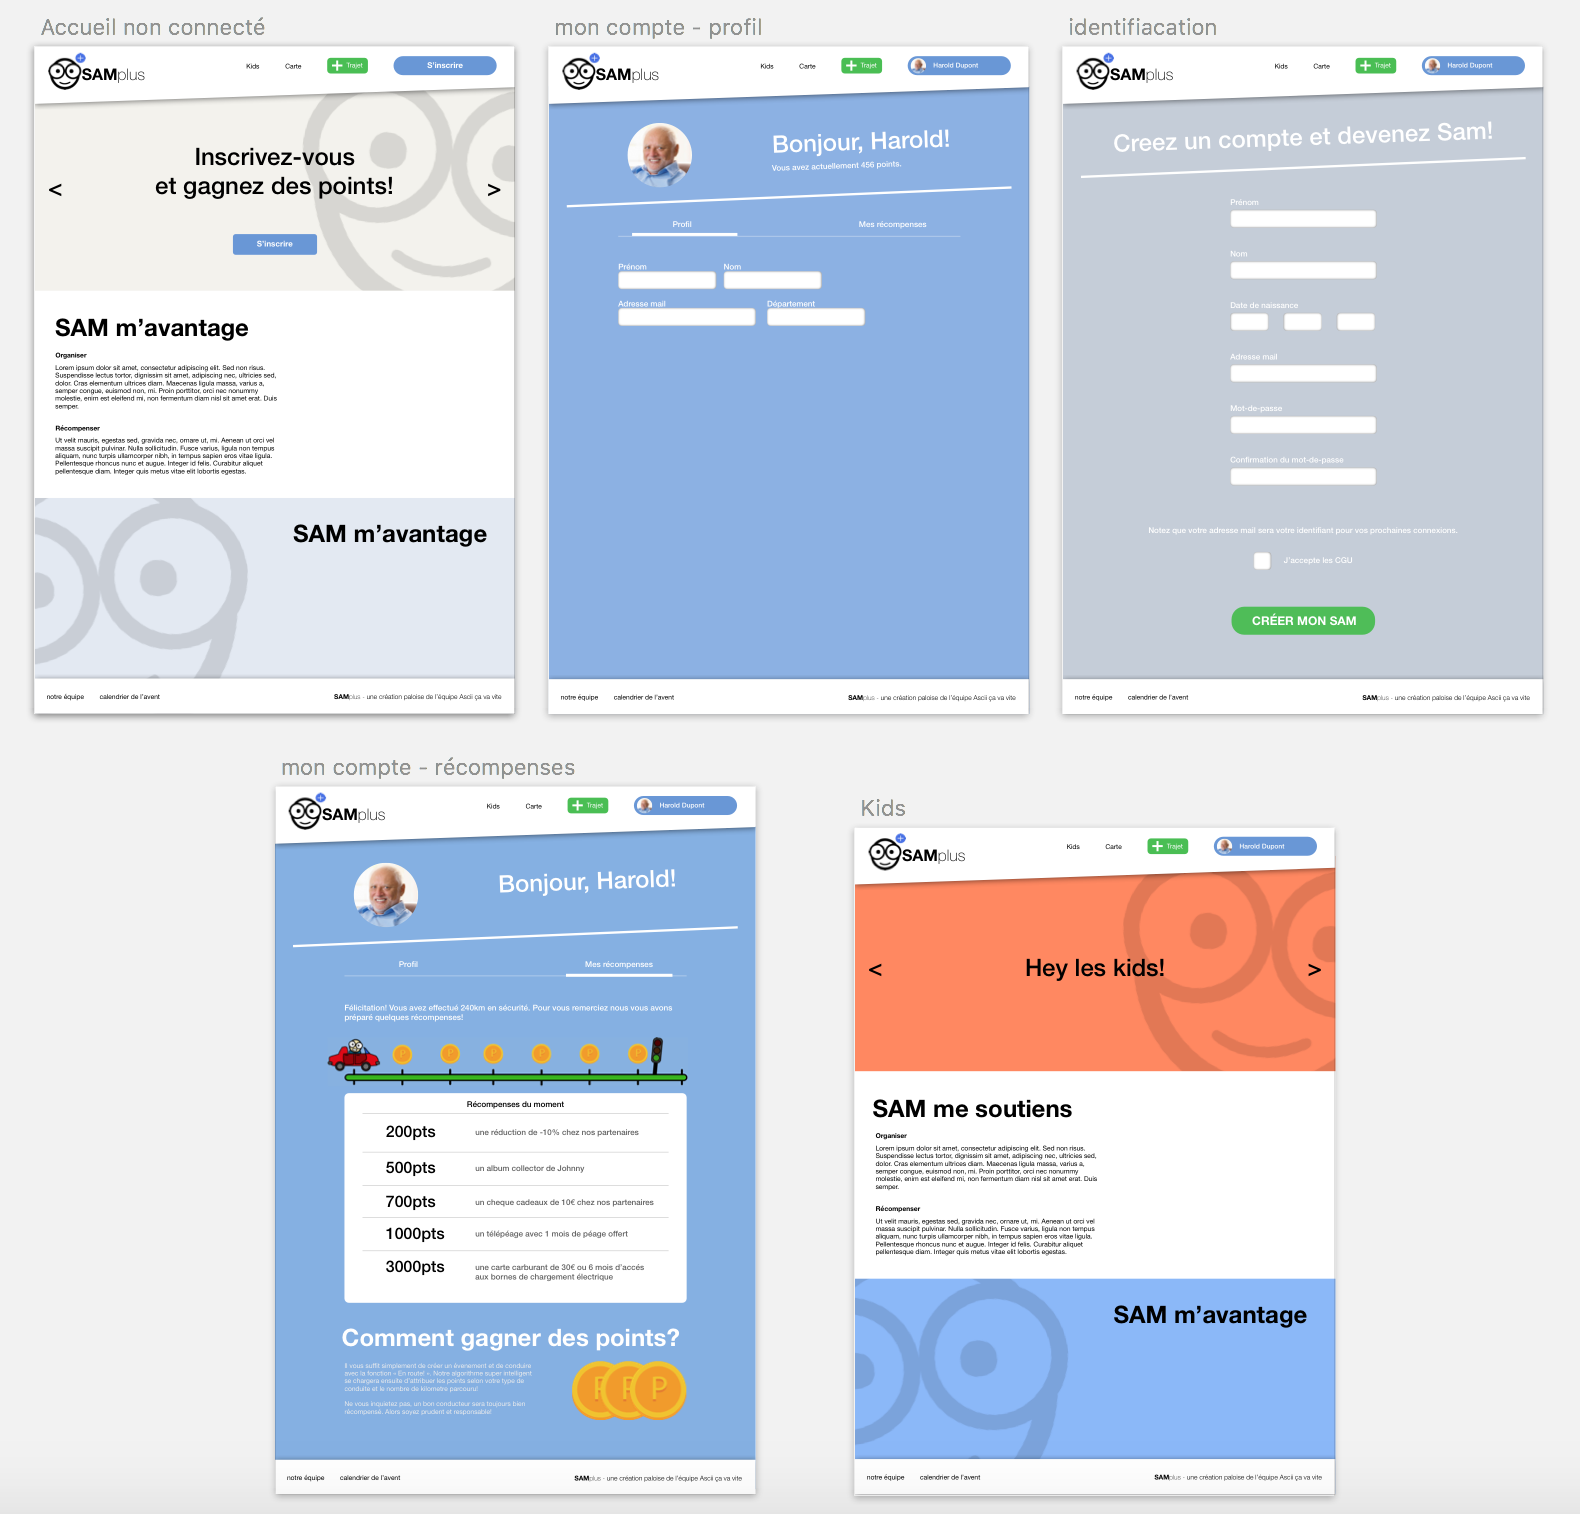 Accueil non connecté
SAMplus
Kids
Carte
Trajet
S'inscrire
Inscrivez-vous
et gagnez des points!
<
>
S'inscrire
SAM m'avantage
Organiser
Lorem ipsum dolor sit amet, consectetur adipiscing elit. Sed non risus.
Suspendisse lectus tortor, dignissim sit amet, adipiscing nec, ultricies sed,
dolor. Cras elementum ultrices diam. Maecenas ligula massa, varius a,
semper congue, euismod non, mi. Proin porttitor, orci nec nonummy
molestie, enim est eleifend mi, non fermentum diam nisl sit amet erat. Duis
semper.
Récompenser
Ut velit mauris, egestas sed, gravida nec, ornare ut, mi. Aenean ut orci vel
massa suscipit pulvinar. Nulla sollicitudin. Fusce varius, ligula non tempus
aliquam, nunc turpis ullamcorper nibh, in tempus sapien eros vitae ligula.
Pellentesque rhoncus nunc et augue. Integer id felis. Curabitur aliquet
pellentesque diam. Integer quis metus vitae elit lobortis egestas.
SAM m'avantage
notre équipe
calendrier de l'avent
SAMplus - une création paloise de l'équipe Ascii ça va vite
mon compte - profil
SAMplus
Kids
Carte
Trajet
Harold Dupont
Bonjour, Harold!
Vous avez actuellement 456 points.
Profil
Mes récompenses
Prénom
Nom
Adresse mail
Département
notre équipe
calendrier de l'avent
SAMplus - une création paloise de l'équipe Ascii ça va vite
identifiacation
SAMplus
Kids
Carte
Trajet
Harold Dupont
Creez un compte et devenez Sam!
Prénom
Nom
Date de naissance
Adresse mail
Mot-de-passe
Confirmation du mot-de-passe
Notez que votre adresse mail sera votre identifiant pour vos prochaines connexions.
J'accepte les CGU
CRÉER MON SAM
notre équipe
calendrier de l'avent
SAMplus - une création paloise de l'équipe Ascii ça va vite
mon compte - récompenses
SAMplus
Kids
Carte
Trajet
Harold Dupont
Bonjour, Harold!
Profil
Mes récompenses
Félicitation! Vous avez effectué 240km en sécurité. Pour vous remerciez nous vous avons
préparé quelques récompenses!
P P P P P P
Récompenses du moment
200pts une réduction de -10% chez nos partenaires
500pts un album collector de Johnny
700pts un cheque cadeaux de 10€ chez nos partenaires
1000pts un télépéage avec 1 mois de péage offert
3000pts une carte carburant de 30€ ou 6 mois d'accés
aux bornes de chargement électrique
Comment gagner des points?
Il vous suffit simplement de créer un évenement et de conduire
avec la fonction « En route! ». Notre algorithme super intelligent
se chargera ensuite d'attribuer les points selon votre type de
conduite et le nombre de kilometre parcouru!
Ne vous inquietez pas, un bon conducteur sera toujours bien
récompensé. Alors soyez prudent et responsable!
P P P
notre équipe
calendrier de l'avent
SAMplus - une création paloise de l'équipe Ascii ça va vite
Kids
SAMplus
Kids
Carte
Trajet
Harold Dupont
<
Hey les kids!
>
SAM me soutiens
Organiser
Lorem ipsum dolor sit amet, consectetur adipiscing elit. Sed non risus.
Suspendisse lectus tortor, dignissim sit amet, adipiscing nec, ultricies sed,
dolor. Cras elementum ultrices diam. Maecenas ligula massa, varius a,
semper congue, euismod non, mi. Proin porttitor, orci nec nonummy
molestie, enim est eleifend mi, non fermentum diam nisl sit amet erat. Duis
semper.
Récompenser
Ut velit mauris, egestas sed, gravida nec, ornare ut, mi. Aenean ut orci vel
massa suscipit pulvinar. Nulla sollicitudin. Fusce varius, ligula non tempus
aliquam, nunc turpis ullamcorper nibh, in tempus sapien eros vitae ligula.
Pellentesque rhoncus nunc et augue. Integer id felis. Curabitur aliquet
pellentesque diam. Integer quis metus vitae elit lobortis egestas.
SAM m'avantage
notre équipe
calendrier de l'avent
SAMplus - une création paloise de l'équipe Ascii ça va vite